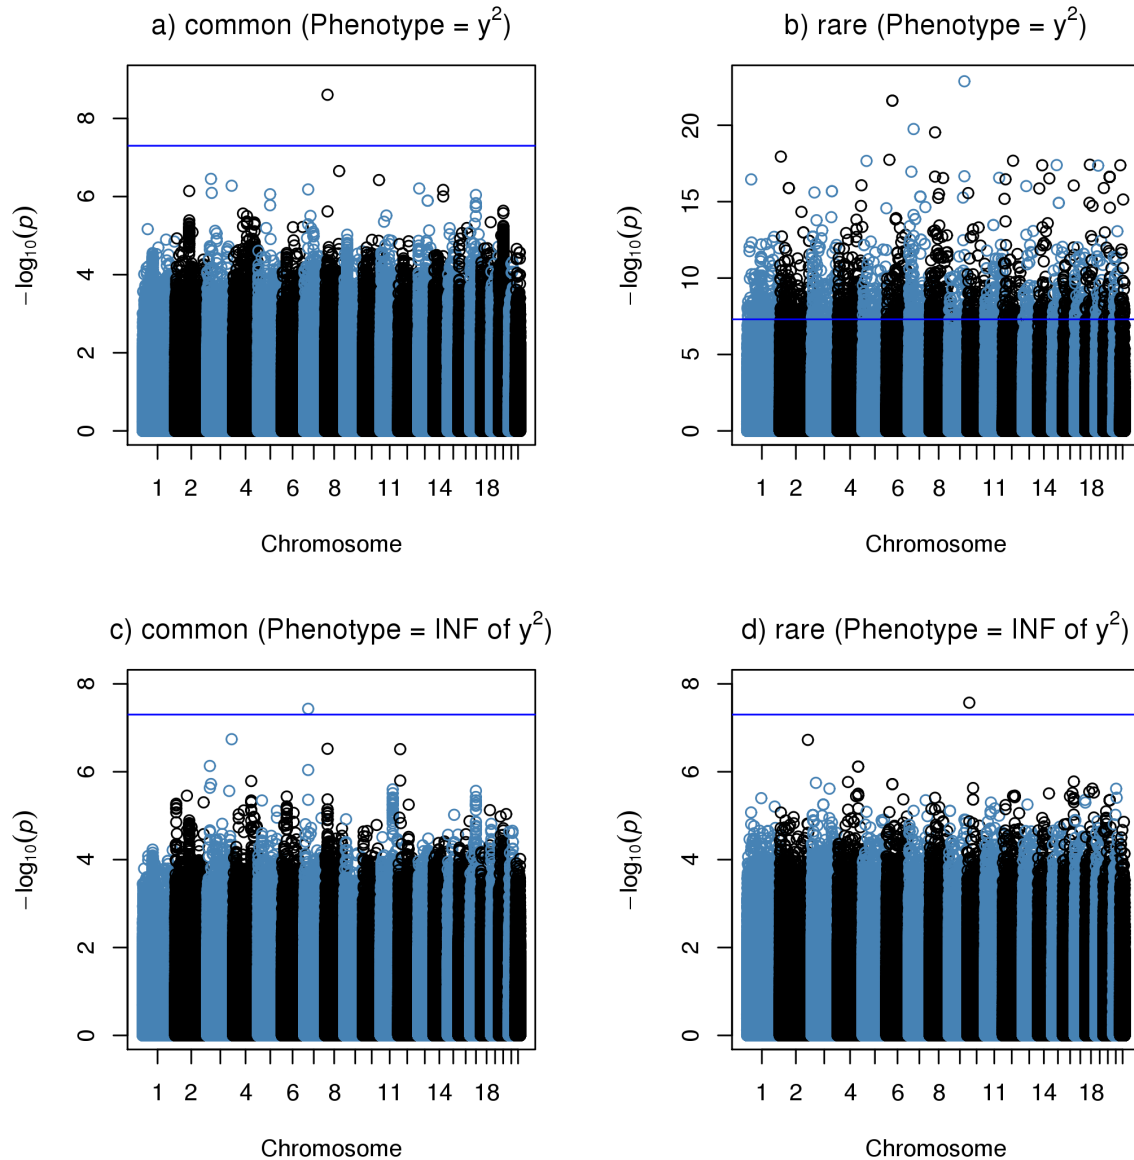 a) common (Phenotype = y²)
8
6
4
2
0
−log₁₀(p)
1 2 4 6 8 11 14 18
Chromosome
b) rare (Phenotype = y²)
20
15
10
5
0
−log₁₀(p)
1 2 4 6 8 11 14 18
Chromosome
c) common (Phenotype = INF of y²)
8
6
4
2
0
−log₁₀(p)
1 2 4 6 8 11 14 18
Chromosome
d) rare (Phenotype = INF of y²)
8
6
4
2
0
−log₁₀(p)
1 2 4 6 8 11 14 18
Chromosome